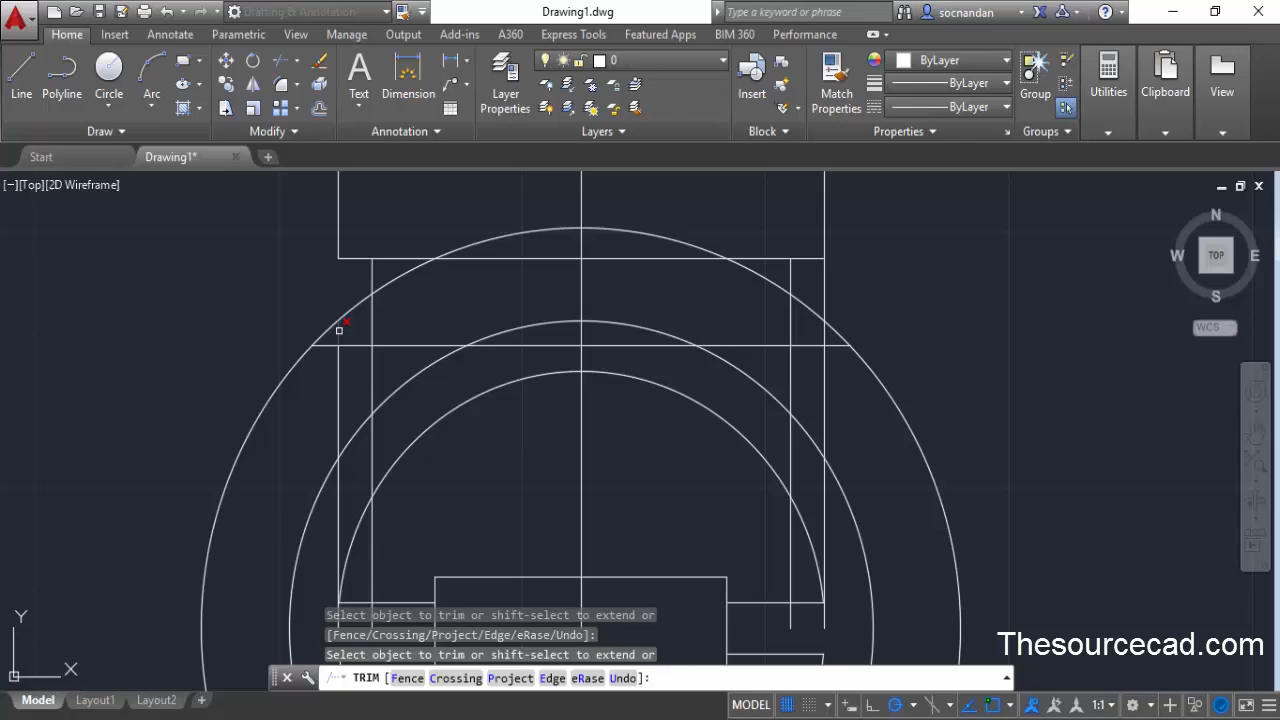 Drafting & Annotation
Drawing1.dwg
Type a keyword or phrase
socnandan
Home Insert Annotate Parametric View Manage Output Add-ins A360 Express Tools Featured Apps BIM 360 Performance
0
ByLayer
ByLayer
ByLayer
Line Polyline Circle Arc Text Dimension Layer Properties Insert Match Properties Group Utilities Clipboard View
Draw Modify Annotation Layers Block Properties Groups
Start Drawing1*
[−][Top][2D Wireframe]
N
W TOP E
S
WCS
Select object to trim or shift-select to extend or
[Fence/Crossing/Project/Edge/eRase/Undo]:
Select object to trim or shift-select to extend or
TRIM [Fence Crossing Project Edge eRase Undo]:
Y
X
Thesourcecad.com
Model Layout1 Layout2
MODEL 1:1